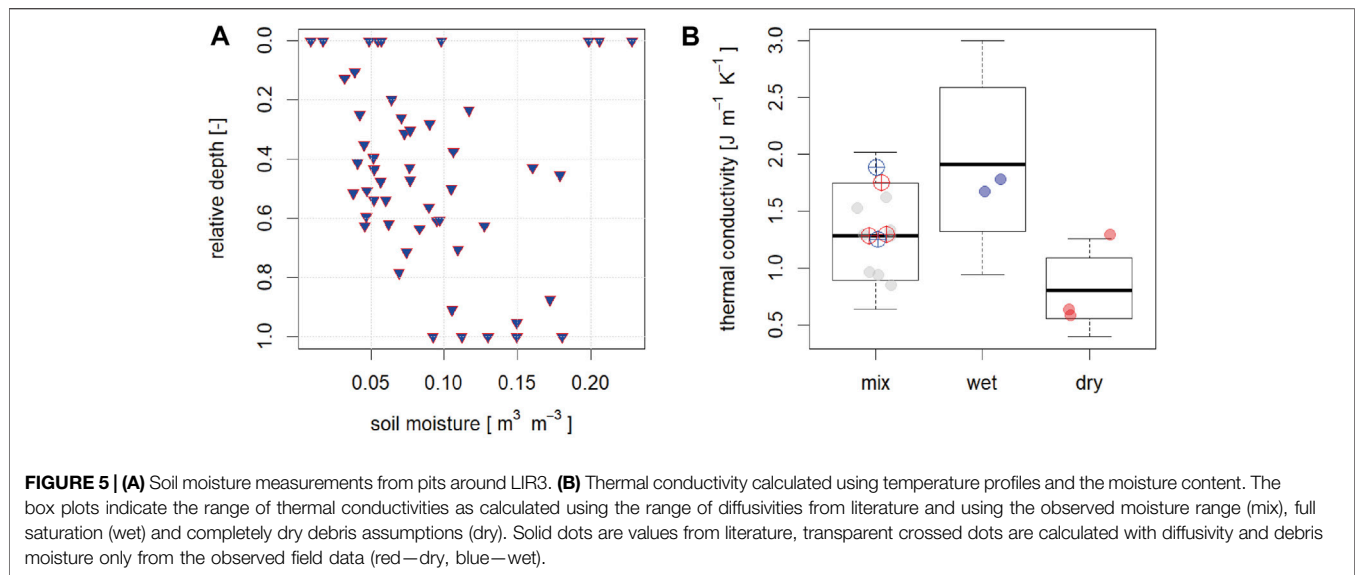 A
0.0
0.2
0.4
0.6
0.8
1.0
relative depth [-]
0.05 0.10 0.15 0.20
soil moisture [ m³ m⁻³ ]
B
3.0
2.5
2.0
1.5
1.0
0.5
thermal conductivity [ J m⁻¹ K⁻¹ ]
mix wet dry
FIGURE 5 | (A) Soil moisture measurements from pits around LIR3. (B) Thermal conductivity calculated using temperature profiles and the moisture content. The
box plots indicate the range of thermal conductivities as calculated using the range of diffusivities from literature and using the observed moisture range (mix), full
saturation (wet) and completely dry debris assumptions (dry). Solid dots are values from literature, transparent crossed dots are calculated with diffusivity and debris
moisture only from the observed field data (red—dry, blue—wet).